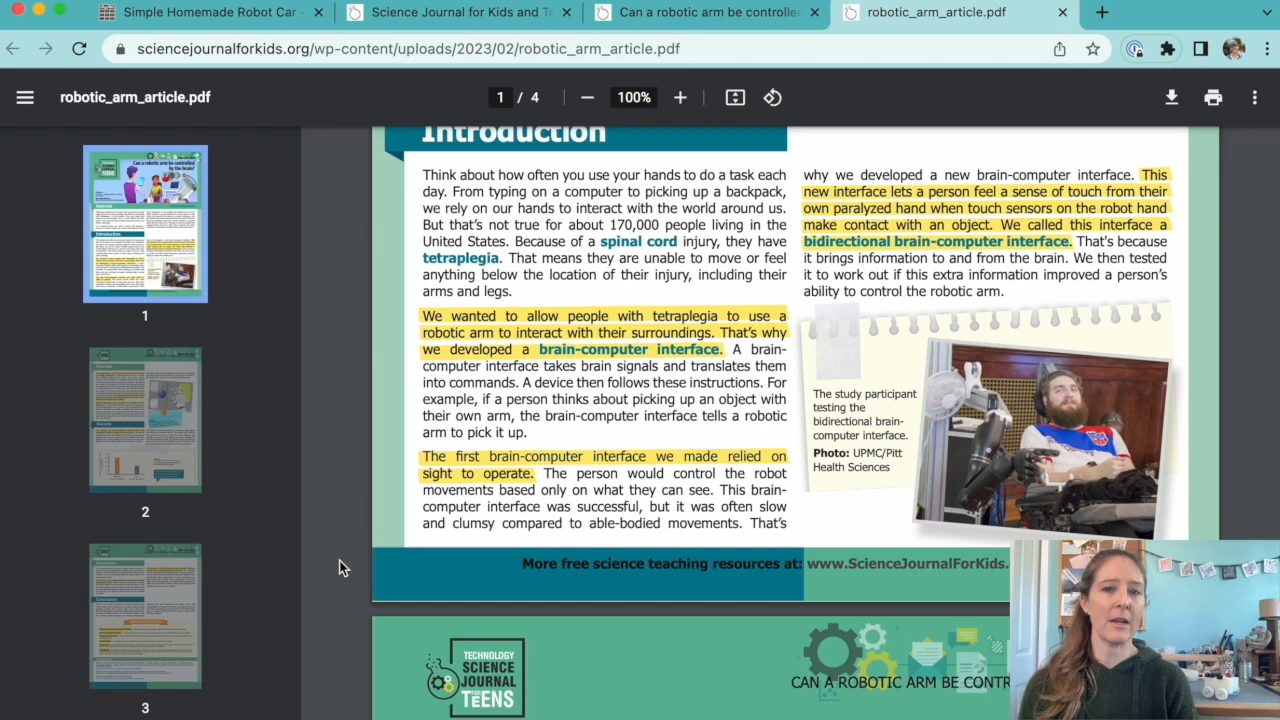 Simple Homemade Robot Car -
Science Journal for Kids and Te
Can a robotic arm be controlle
robotic_arm_article.pdf
sciencejournalforkids.org/wp-content/uploads/2023/02/robotic_arm_article.pdf
robotic_arm_article.pdf
1 / 4
100%
1
2
3
Introduction
Think about how often you use your hands to do a task each
day. From typing on a computer to picking up a backpack,
we rely on our hands to interact with the world around us.
But that's not trust for about 170,000 people living in the
United States. Because of a spinal cord injury, they have
tetraplegia. That means they are unable to move or feel
anything below the location of their injury, including their
arms and legs.
We wanted to allow people with tetraplegia to use a
robotic arm to interact with their surroundings. That's why
we developed a brain-computer interface. A brain-
computer interface takes brain signals and translates them
into commands. A device then follows these instructions. For
example, if a person thinks about picking up an object with
their own arm, the brain-computer interface tells a robotic
arm to pick it up.
The first brain-computer interface we made relied on
sight to operate. The person would control the robot
movements based only on what they can see. This brain-
computer interface was successful, but it was often slow
and clumsy compared to able-bodied movements. That's
why we developed a new brain-computer interface. This
new interface lets a person feel a sense of touch from their
own paralyzed hand when touch sensors on the robot hand
make contact with an object. We called this interface a
bidirectional brain-computer interface. That's because
it brings information to and from the brain. We then tested
it to work out if this extra information improved a person's
ability to control the robotic arm.
The study participant
testing the
bidirectional brain-
computer interface.
Photo: UPMC/Pitt
Health Sciences
More free science teaching resources at: www.ScienceJournalForKids.
TECHNOLOGY
SCIENCE
JOURNAL
TEENS
CAN A ROBOTIC ARM BE CONTR